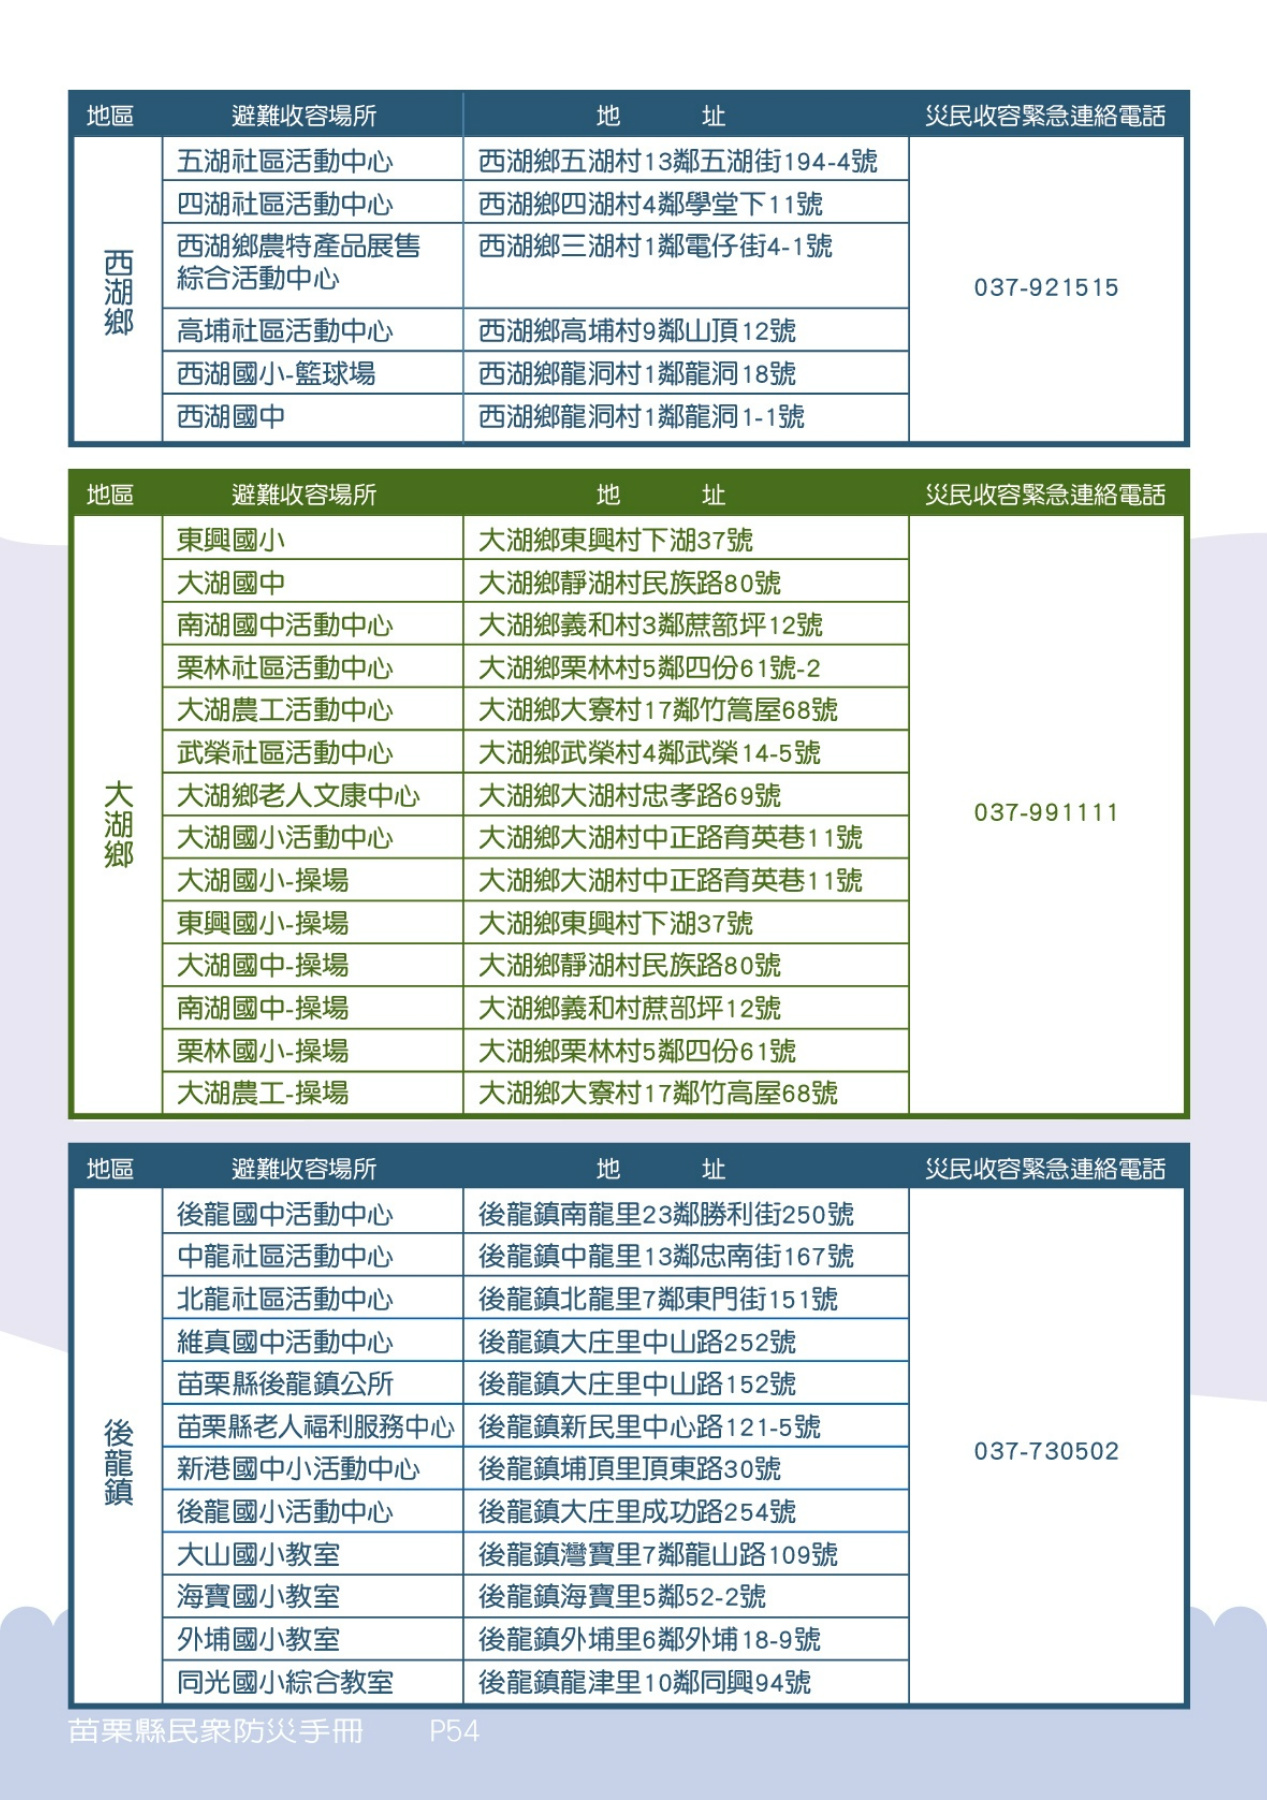 地區 避難收容場所 地 址 災民收容緊急連絡電話
西湖鄉
五湖社區活動中心 西湖鄉五湖村13鄰五湖街194-4號
四湖社區活動中心 西湖鄉四湖村4鄰學堂下11號
西湖鄉農特產品展售 西湖鄉三湖村1鄰電仔街4-1號
綜合活動中心
037-921515
高埔社區活動中心 西湖鄉高埔村9鄰山頂12號
西湖國小-籃球場 西湖鄉龍洞村1鄰龍洞18號
西湖國中 西湖鄉龍洞村1鄰龍洞1-1號
地區 避難收容場所 地 址 災民收容緊急連絡電話
大湖鄉
東興國小 大湖鄉東興村下湖37號
大湖國中 大湖鄉靜湖村民族路80號
南湖國中活動中心 大湖鄉義和村3鄰蔗部坪12號
栗林社區活動中心 大湖鄉栗林村5鄰四份61號-2
大湖農工活動中心 大湖鄉大寮村17鄰竹篙屋68號
武榮社區活動中心 大湖鄉武榮村4鄰武榮14-5號
大湖鄉老人文康中心 大湖鄉大湖村忠孝路69號
037-991111
大湖國小活動中心 大湖鄉大湖村中正路育英巷11號
大湖國小-操場 大湖鄉大湖村中正路育英巷11號
東興國小-操場 大湖鄉東興村下湖37號
大湖國中-操場 大湖鄉靜湖村民族路80號
南湖國中-操場 大湖鄉義和村蔗部坪12號
栗林國小-操場 大湖鄉栗林村5鄰四份61號
大湖農工-操場 大湖鄉大寮村17鄰竹高屋68號
地區 避難收容場所 地 址 災民收容緊急連絡電話
後龍鎮
後龍國中活動中心 後龍鎮南龍里23鄰勝利街250號
中龍社區活動中心 後龍鎮中龍里13鄰忠南街167號
北龍社區活動中心 後龍鎮北龍里7鄰東門街151號
維真國中活動中心 後龍鎮大庄里中山路252號
苗栗縣後龍鎮公所 後龍鎮大庄里中山路152號
苗栗縣老人福利服務中心 後龍鎮新民里中心路121-5號
037-730502
新港國中小活動中心 後龍鎮埔頂里頂東路30號
後龍國小活動中心 後龍鎮大庄里成功路254號
大山國小教室 後龍鎮灣寶里7鄰龍山路109號
海寶國小教室 後龍鎮海寶里5鄰52-2號
外埔國小教室 後龍鎮外埔里6鄰外埔18-9號
同光國小綜合教室 後龍鎮龍津里10鄰同興94號
苗栗縣民衆防災手冊 P54